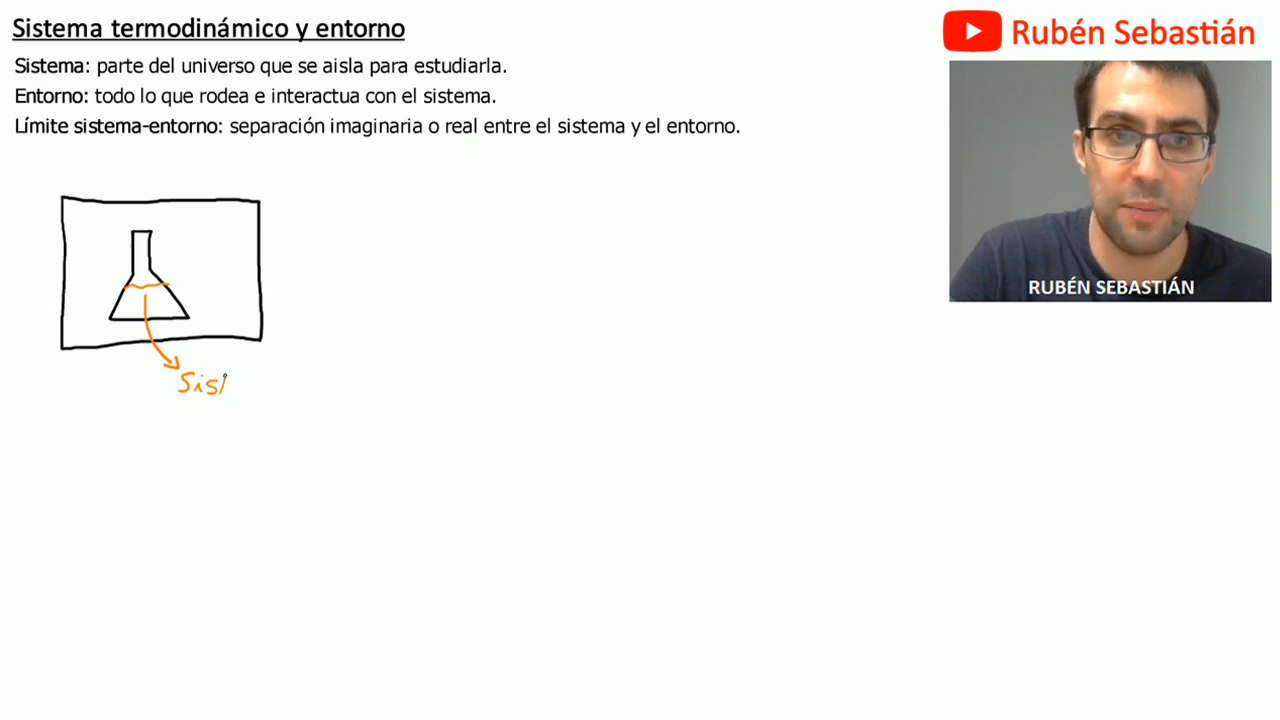 Sistema termodinámico y entorno
Rubén Sebastián
Sistema: parte del universo que se aisla para estudiarla.
Entorno: todo lo que rodea e interactua con el sistema.
Límite sistema-entorno: separación imaginaria o real entre el sistema y el entorno.
RUBÉN SEBASTIÁN